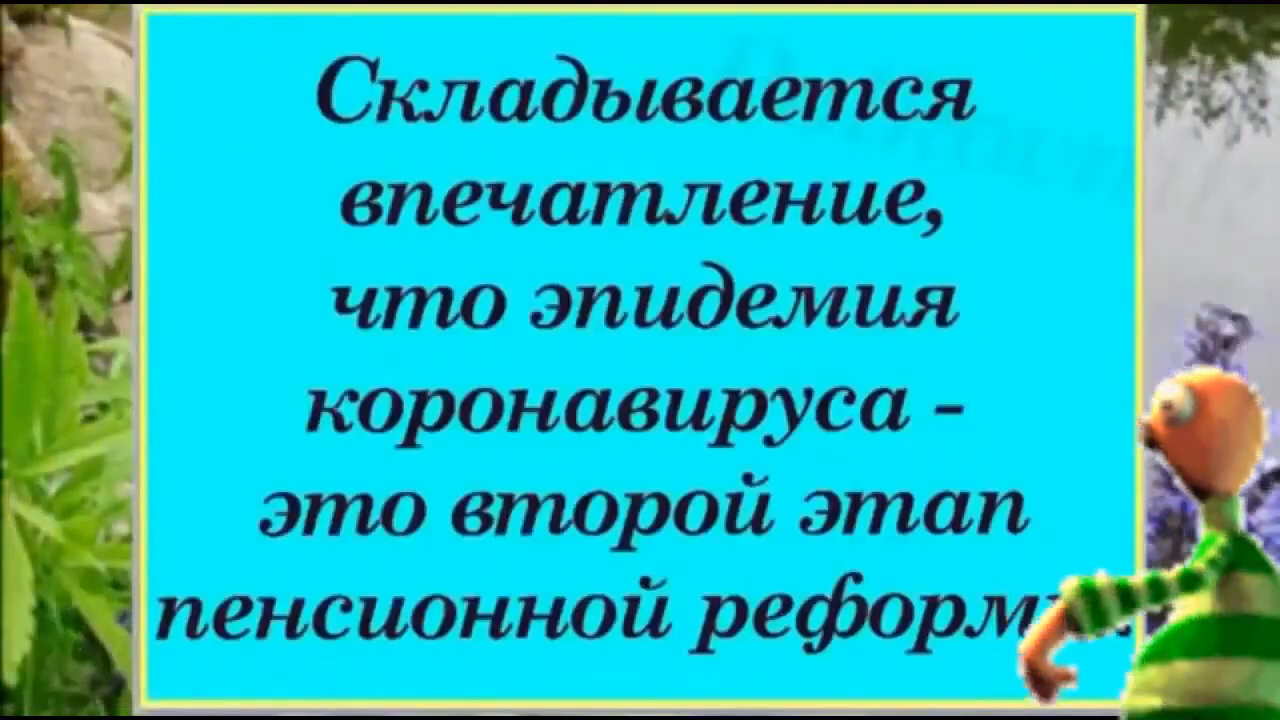 Складывается
впечатление,
что эпидемия
коронавируса -
это второй этап
пенсионной